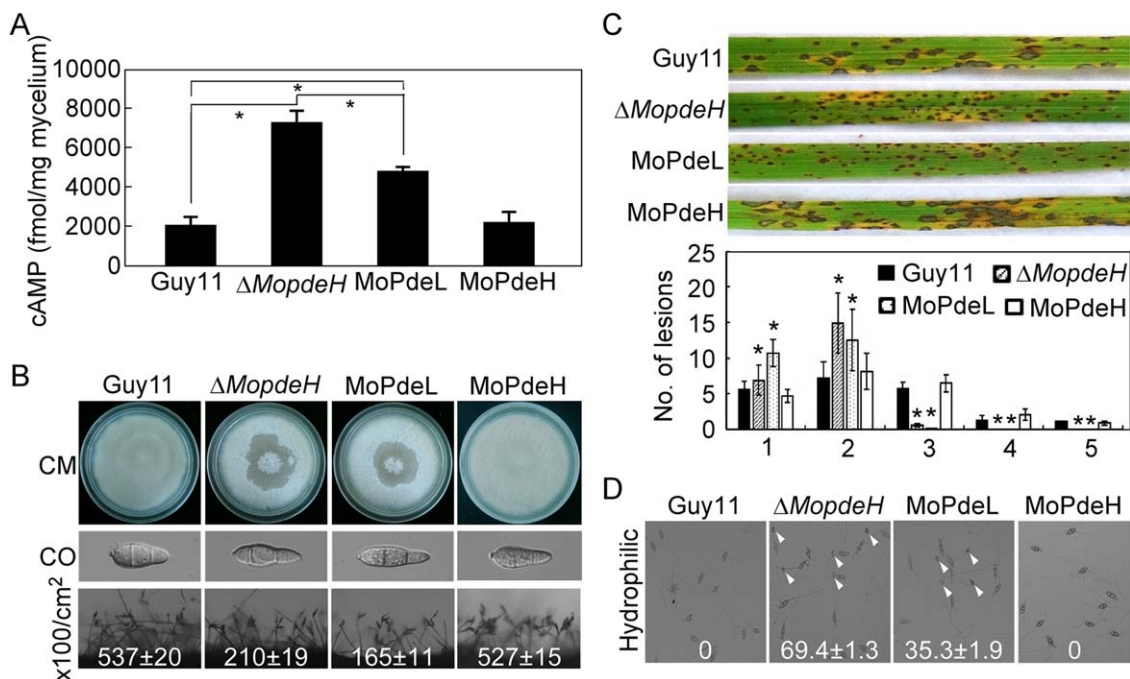 A
cAMP (fmol/mg mycelium)
10000
8000
6000
4000
2000
0
*
*
*
Guy11 ΔMopdeH MoPdeL MoPdeH
B
Guy11 ΔMopdeH MoPdeL MoPdeH
CM
CO
x100/cm²
537±20 210±19 165±11 527±15
C
Guy11
ΔMopdeH
MoPdeL
MoPdeH
No. of lesions
25
20
15
10
5
0
Guy11 ΔMopdeH
MoPdeL MoPdeH
* * * * ** ** **
1 2 3 4 5
D
Guy11 ΔMopdeH MoPdeL MoPdeH
Hydrophilic
0 69.4±1.3 35.3±1.9 0